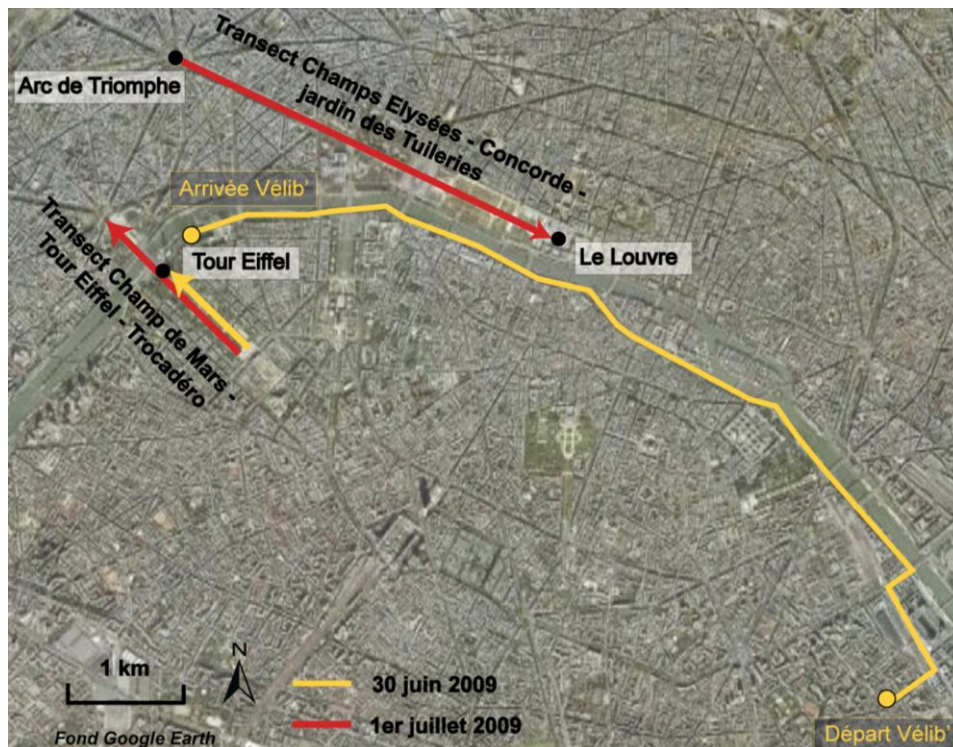 Arc de Triomphe
Transect Champs Elysées - Concorde -
jardin des Tuileries
Arrivée Vélib'
Tour Eiffel
Le Louvre
Transect Champ de Mars -
Tour Eiffel - Trocadéro
1 km
N
30 juin 2009
1er juillet 2009
Fond Google Earth
Départ Vélib'